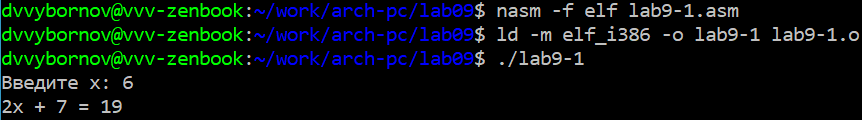 dvvybornov@vvv-zenbook:~/work/arch-pc/lab09$ nasm -f elf lab9-1.asm
dvvybornov@vvv-zenbook:~/work/arch-pc/lab09$ ld -m elf_i386 -o lab9-1 lab9-1.o
dvvybornov@vvv-zenbook:~/work/arch-pc/lab09$ ./lab9-1
Введите x: 6
2x + 7 = 19